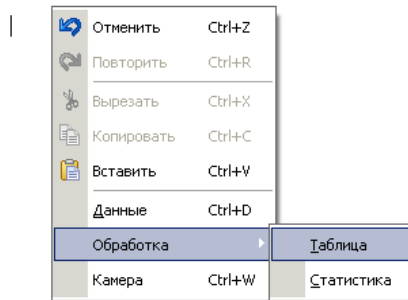 Отменить Ctrl+Z
Повторить Ctrl+R
Вырезать Ctrl+X
Копировать Ctrl+C
Вставить Ctrl+V
Данные Ctrl+D
Обработка Таблица
Камера Ctrl+W Статистика